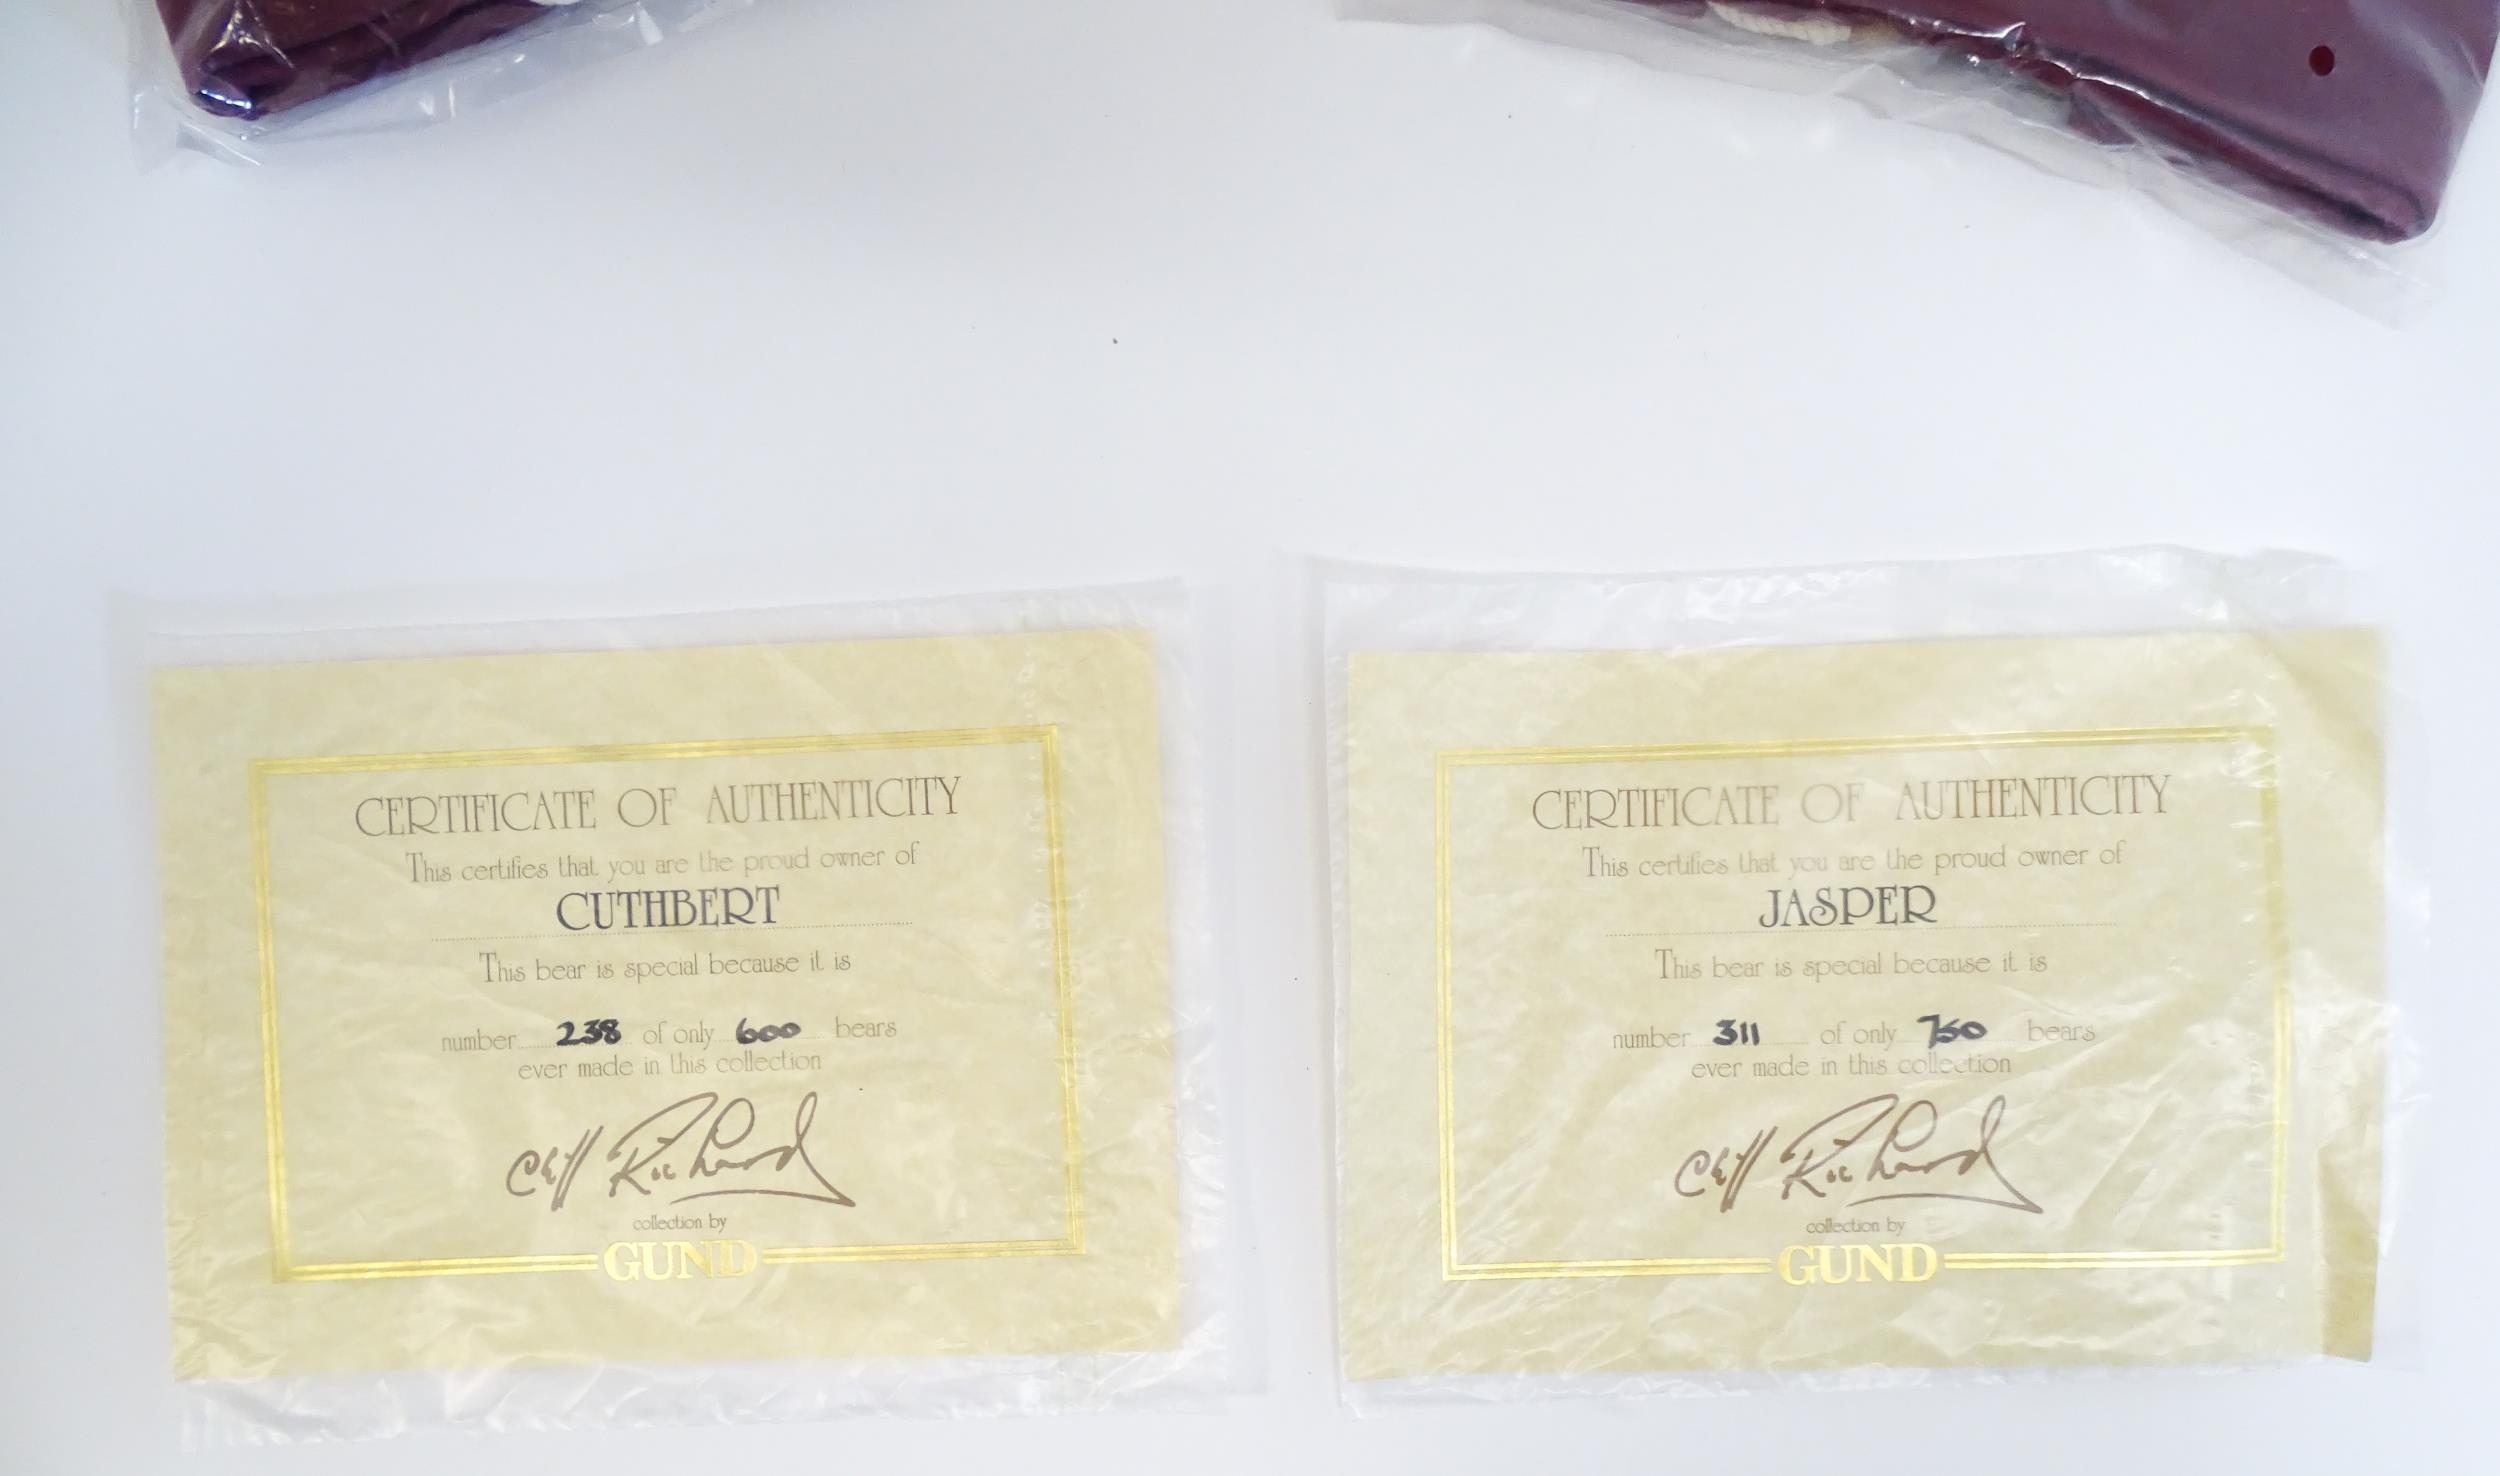 CERTIFICATE OF AUTHENTICITY
This certifies that you are the proud owner of
CUTHBERT
This bear is special because it is
number 238 of only 600 bears
ever made in this collection
Cliff Richard
collection by
GUND
CERTIFICATE OF AUTHENTICITY
This certifies that you are the proud owner of
JASPER
This bear is special because it is
number 311 of only 750 bears
ever made in this collection
Cliff Richard
collection by
GUND